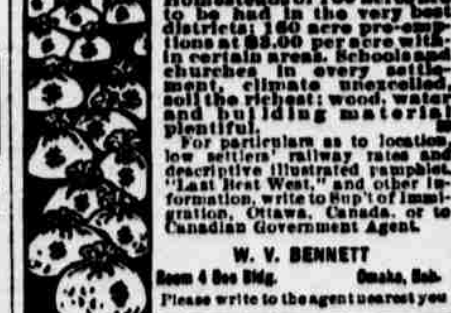 Homesteads of 160 acres
to be had in the very best
districts; 160 acre pre-emp-
tions at $3.00 per acre with-
in certain areas. Schools and
churches in every settle-
ment, climate unexcelled,
soil the richest; wood, water
and building material
plentiful.
For particulars as to location,
low settlers' railway rates and
descriptive illustrated pamphlet,
"Last Best West," and other in-
formation, write to Sup't of Immi-
gration, Ottawa, Canada, or to
Canadian Government Agent.
W. V. BENNETT
Room 4 Bee Bldg. Omaha, Neb.
Please write to the agent nearest you